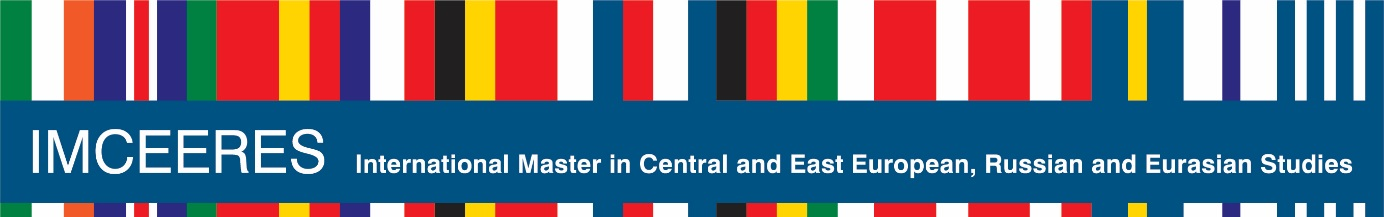 IMCEERES International Master in Central and East European, Russian and Eurasian Studies